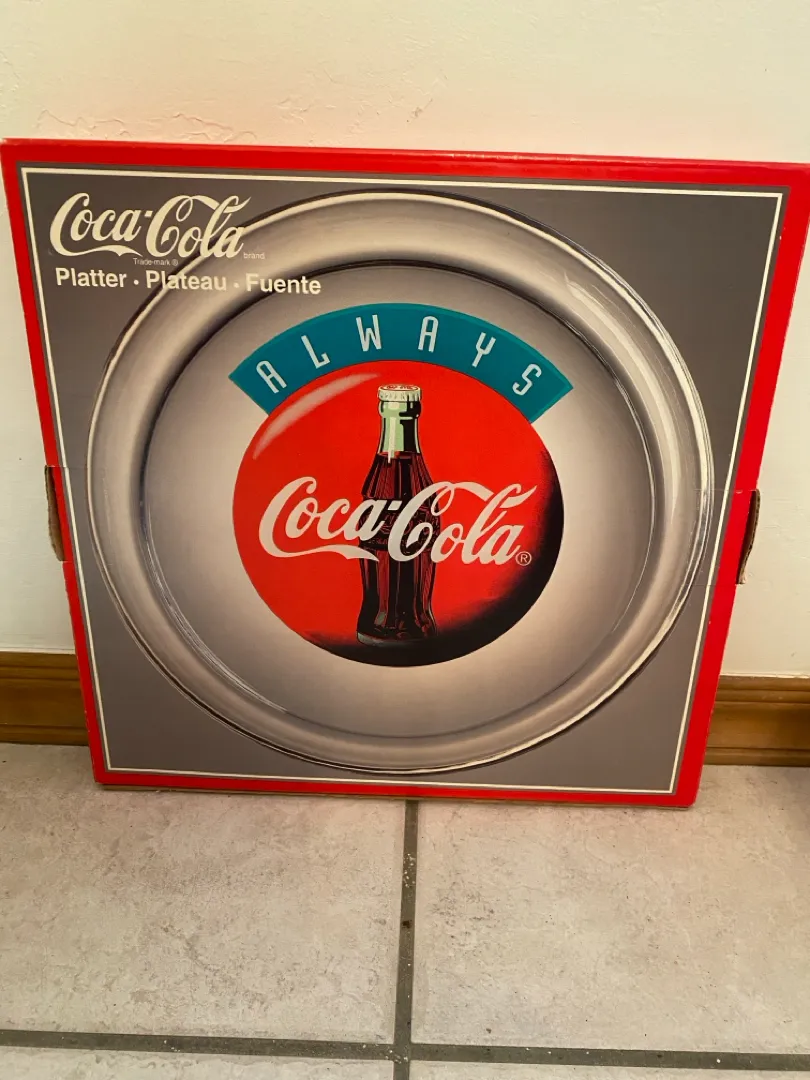 Coca-Cola
Trade-mark ® brand
Platter • Plateau • Fuente
ALWAYS
Coca-Cola ®